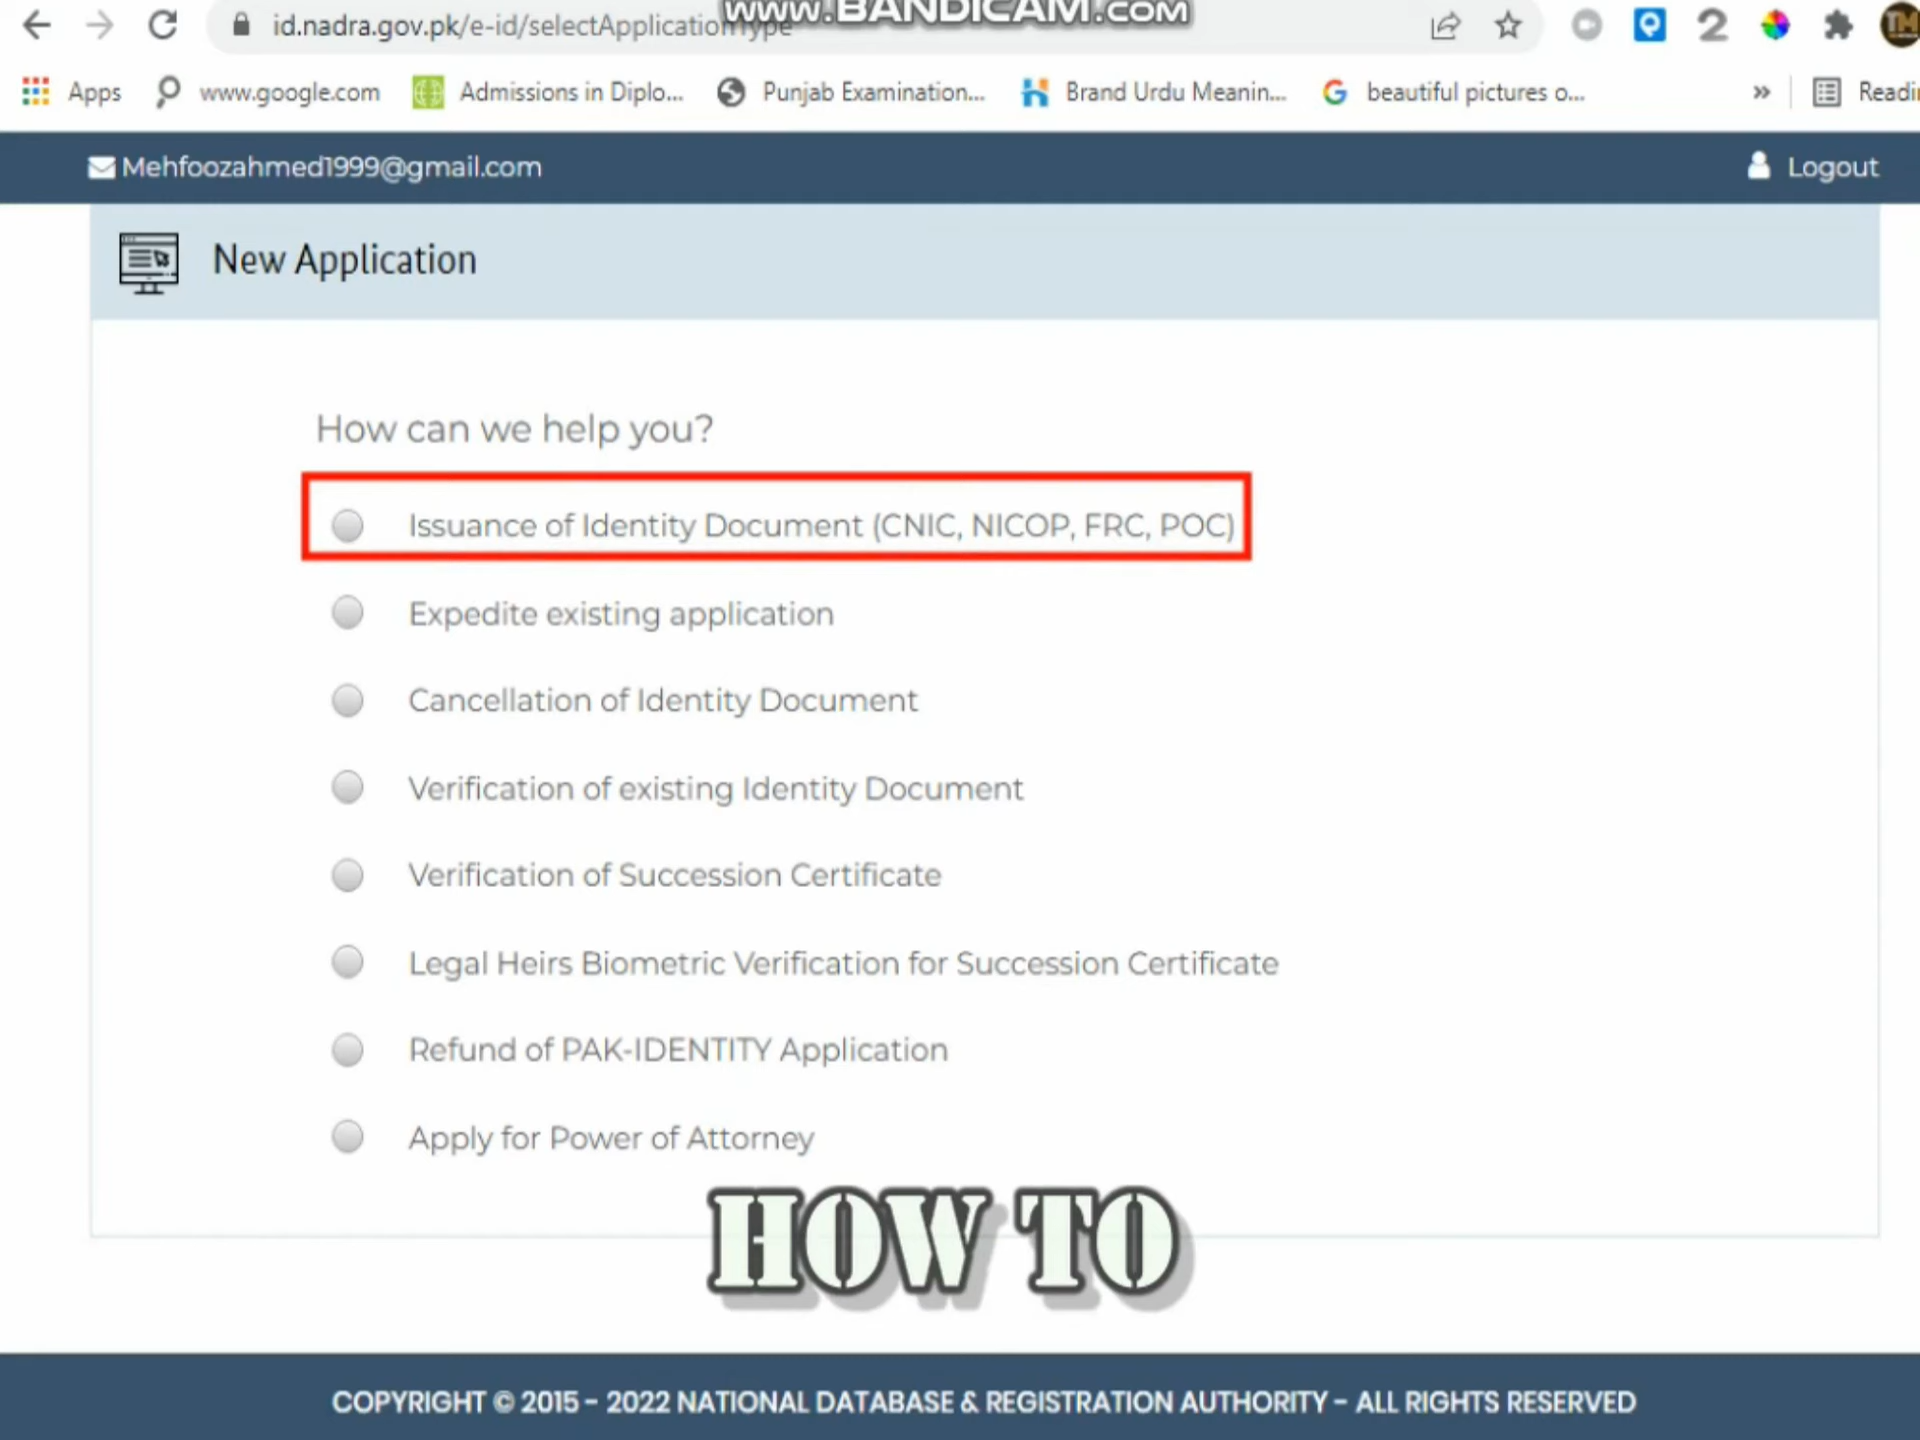 www.BANDICAM.com
id.nadra.gov.pk/e-id/selectApplicationType
Apps www.google.com Admissions in Diplo... Punjab Examination... Brand Urdu Meanin... beautiful pictures o... » Readi
Mehfoozahmed1999@gmail.com Logout
New Application
How can we help you?
Issuance of Identity Document (CNIC, NICOP, FRC, POC)
Expedite existing application
Cancellation of Identity Document
Verification of existing Identity Document
Verification of Succession Certificate
Legal Heirs Biometric Verification for Succession Certificate
Refund of PAK-IDENTITY Application
Apply for Power of Attorney
HOW TO
COPYRIGHT © 2015 - 2022 NATIONAL DATABASE & REGISTRATION AUTHORITY - ALL RIGHTS RESERVED